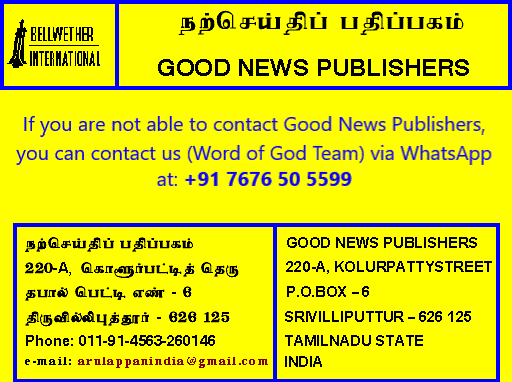 BELLWETHER
INTERNATIONAL
நற்செய்திப் பதிப்பகம்
GOOD NEWS PUBLISHERS
If you are not able to contact Good News Publishers,
you can contact us (Word of God Team) via WhatsApp
at: +91 7676 50 5599
நற்செய்திப் பதிப்பகம்
220-A, கொளூர்பட்டித் தெரு
தபால் பெட்டி எண் - 6
திருவில்லிபுத்தூர் - 626 125
Phone: 011-91-4563-260146
e-mail: arulappanindia@gmail.com
GOOD NEWS PUBLISHERS
220-A, KOLURPATTYSTREET
P.O.BOX – 6
SRIVILLIPUTTUR – 626 125
TAMILNADU STATE
INDIA